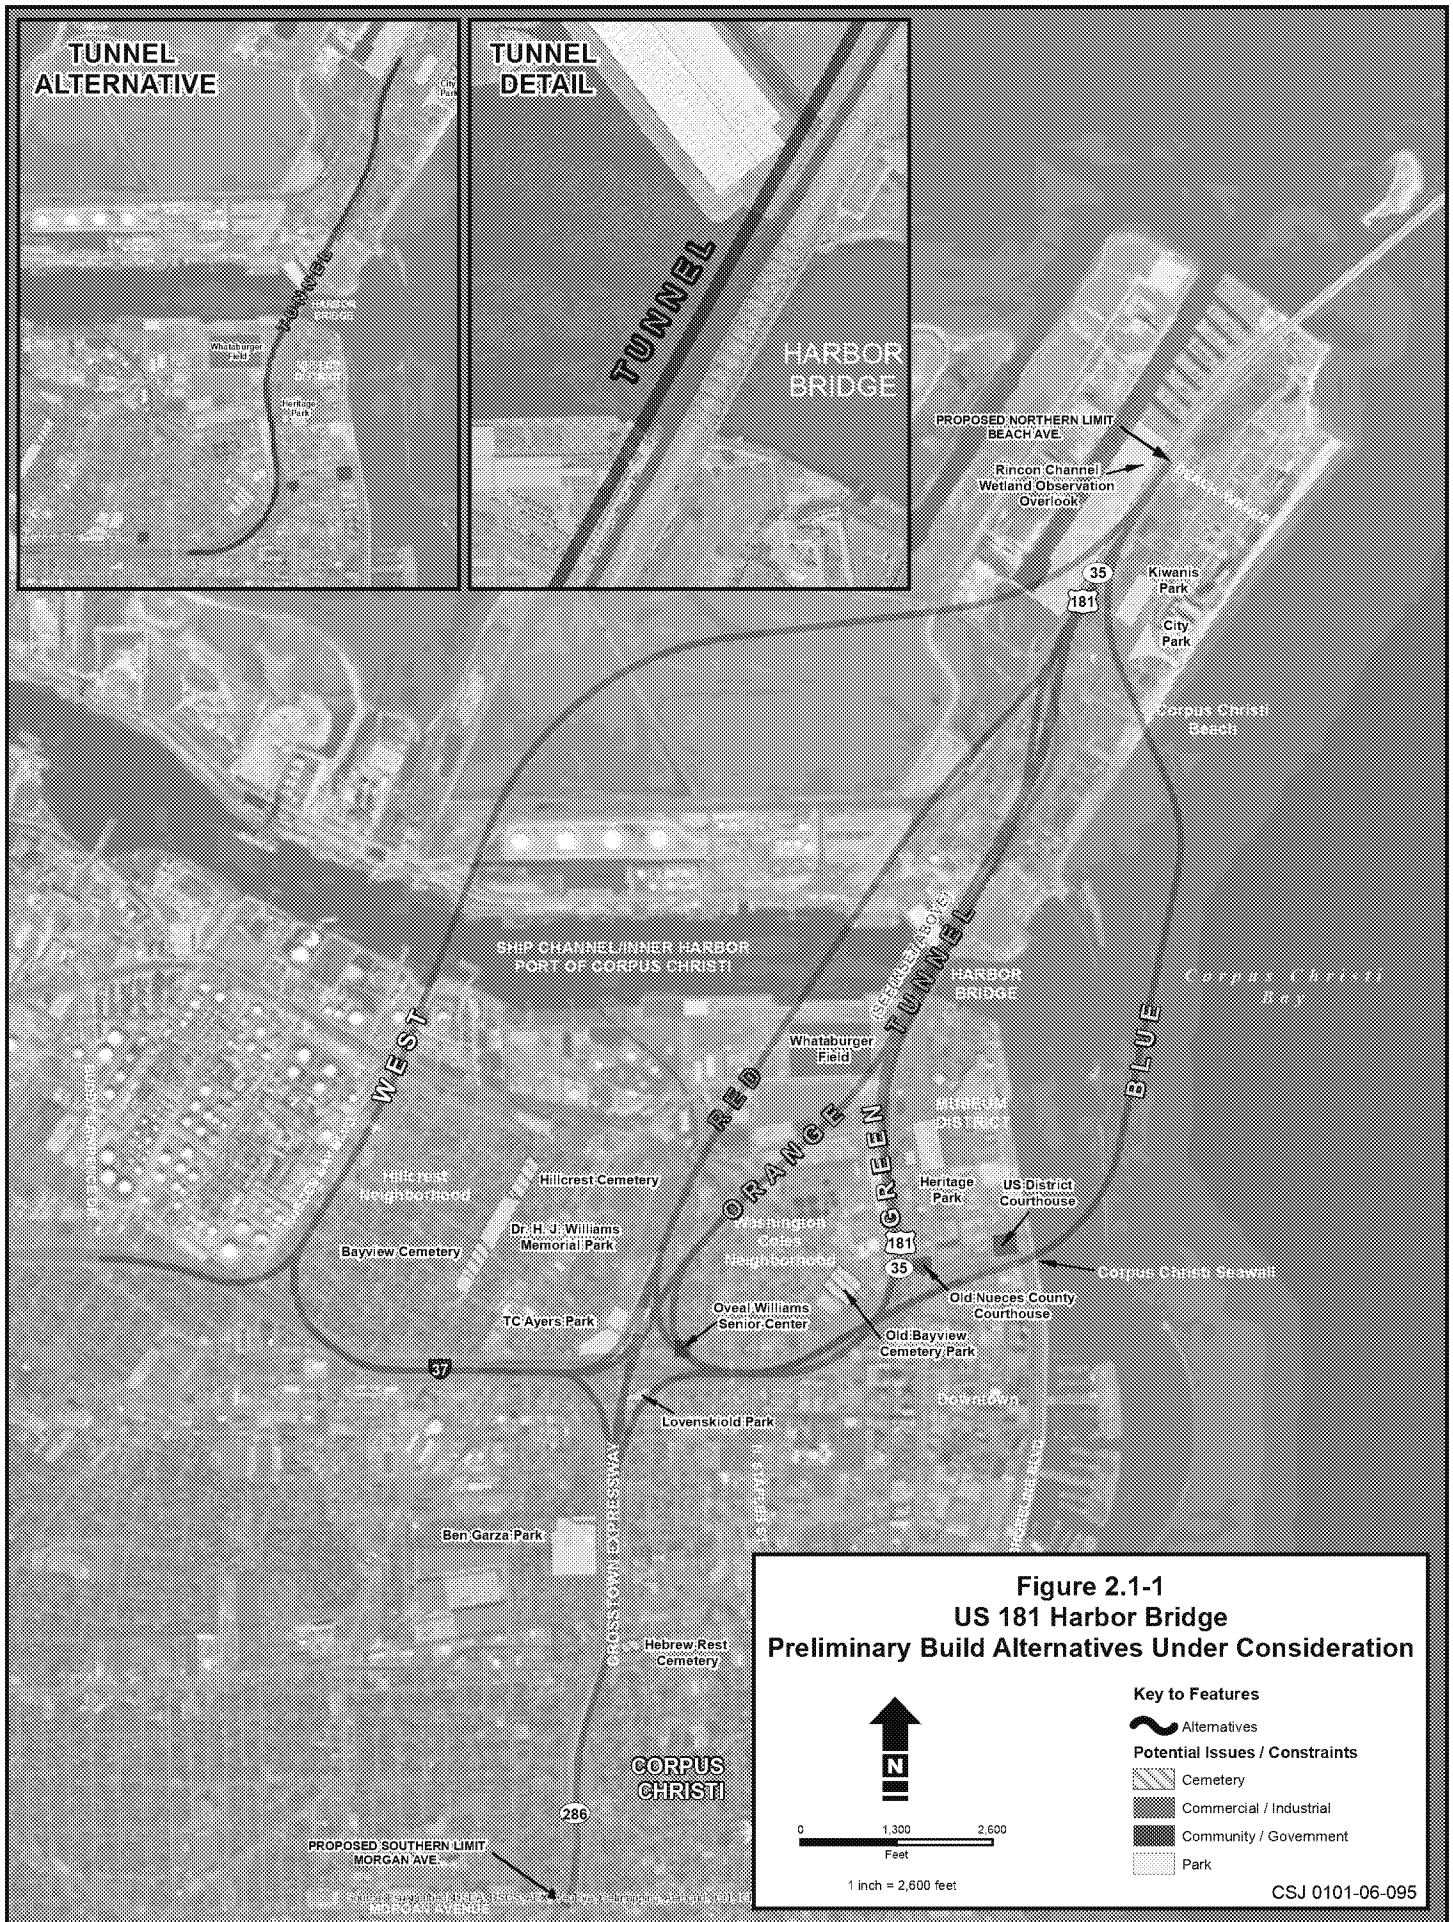 TUNNEL
ALTERNATIVE
City
Park
TUNNEL
HARBOR
BRIDGE
Whataburger
Field
Heritage
Park
TUNNEL
DETAIL
TUNNEL
HARBOR
BRIDGE
PROPOSED NORTHERN LIMIT
BEACH AVE.
Rincon Channel
Wetland Observation
Overlook
35
181
Kiwanis
Park
City
Park
Corpus Christi
Beach
SHIP CHANNEL/INNER HARBOR
PORT OF CORPUS CHRISTI
(SEE INSET ABOVE)
TUNNEL
HARBOR
BRIDGE
Corpus Christi
Bay
WEST
RED
ORANGE
GREEN
BLUE
Whataburger
Field
MUSEUM
DISTRICT
Hillcrest
Neighborhood
Hillcrest Cemetery
Heritage
Park
US District
Courthouse
Dr. H. J. Williams
Memorial Park
Washington
Coles
Neighborhood
Bayview Cemetery
181
35
Corpus Christi Seawall
Old Nueces County
Courthouse
TC Ayers Park
Oveal Williams
Senior Center
Old Bayview
Cemetery Park
37
Downtown
Lovenskiold Park
CROSSTOWN EXPRESSWAY
Ben Garza Park
Hebrew Rest
Cemetery
CORPUS
CHRISTI
286
PROPOSED SOUTHERN LIMIT
MORGAN AVE.
MORGAN AVENUE
Figure 2.1-1
US 181 Harbor Bridge
Preliminary Build Alternatives Under Consideration
N
0 1,300 2,600
Feet
1 inch = 2,600 feet
Key to Features
Alternatives
Potential Issues / Constraints
Cemetery
Commercial / Industrial
Community / Government
Park
CSJ 0101-06-095